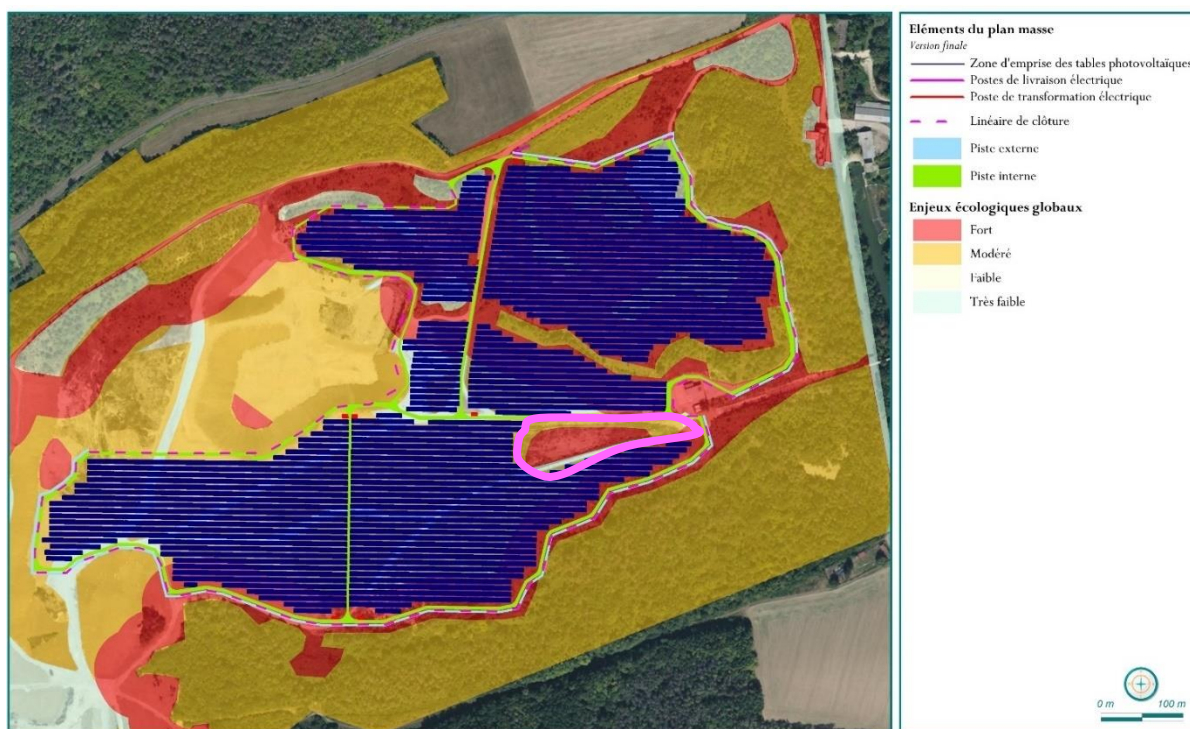 Eléments du plan masse
Version finale
Zone d'emprise des tables photovoltaïques
Postes de livraison électrique
Poste de transformation électrique
Linéaire de clôture
Piste externe
Piste interne
Enjeux écologiques globaux
Fort
Modéré
Faible
Très faible
0 m 100 m